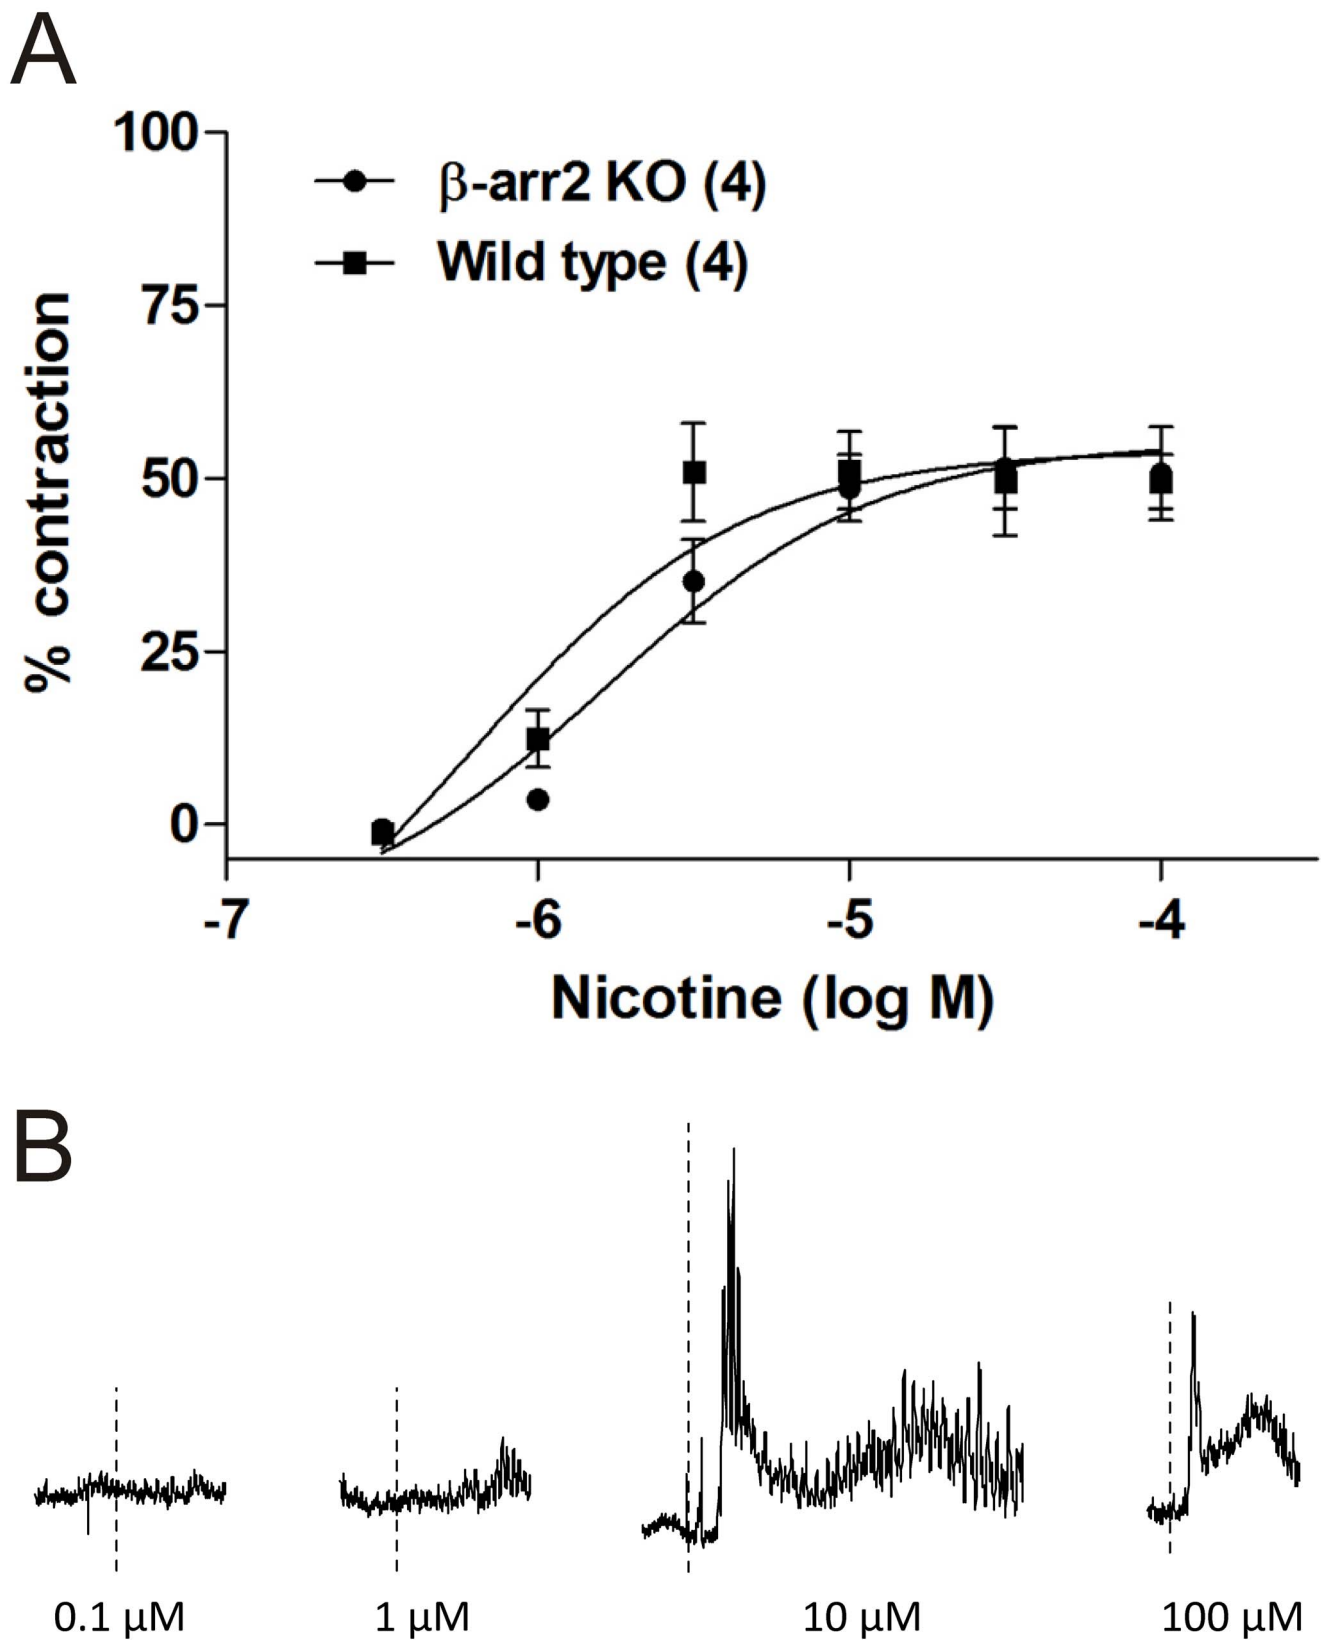 A
100
75
50
25
0
% contraction
β-arr2 KO (4)
Wild type (4)
-7 -6 -5 -4
Nicotine (log M)
B
0.1 μM 1 μM 10 μM 100 μM